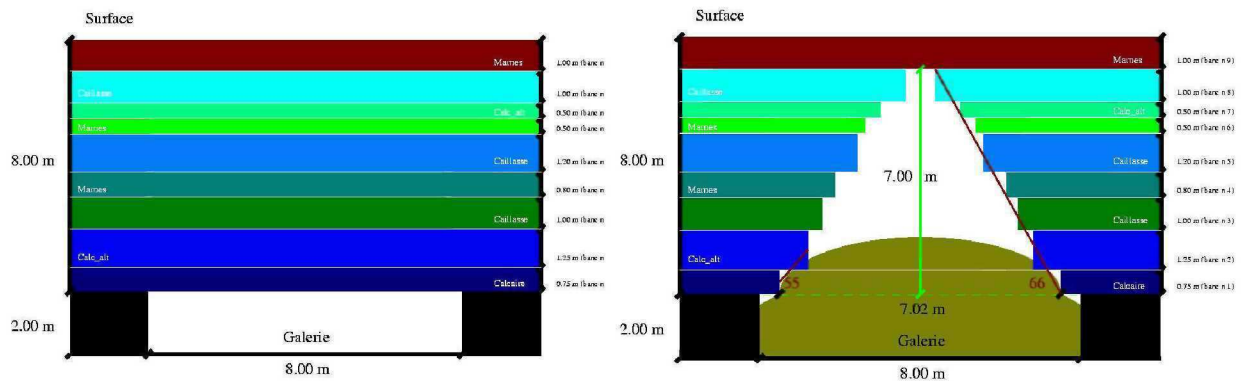 Surface
Marnes
1.00 m (banc n
Caillasse
1.00 m (banc n
Calc_alt
0.50 m (banc n
Marnes
0.50 m (banc n
8.00 m
Caillasse
1.20 m (banc n
Marnes
0.80 m (banc n
Caillasse
1.00 m (banc n
Calc_alt
1.25 m (banc n
Calcaire
0.75 m (banc n
2.00 m
Galerie
8.00 m
Surface
Marnes
1.00 m (banc n 9)
Caillasse
1.00 m (banc n 8)
Calc_alt
0.50 m (banc n 7)
Marnes
0.50 m (banc n 6)
8.00 m
Caillasse
1.20 m (banc n 5)
7.00 m
Marnes
0.80 m (banc n 4)
Caillasse
1.00 m (banc n 3)
Calc_alt
1.25 m (banc n 2)
55
66
Calcaire
0.75 m (banc n 1)
7.02 m
2.00 m
Galerie
8.00 m